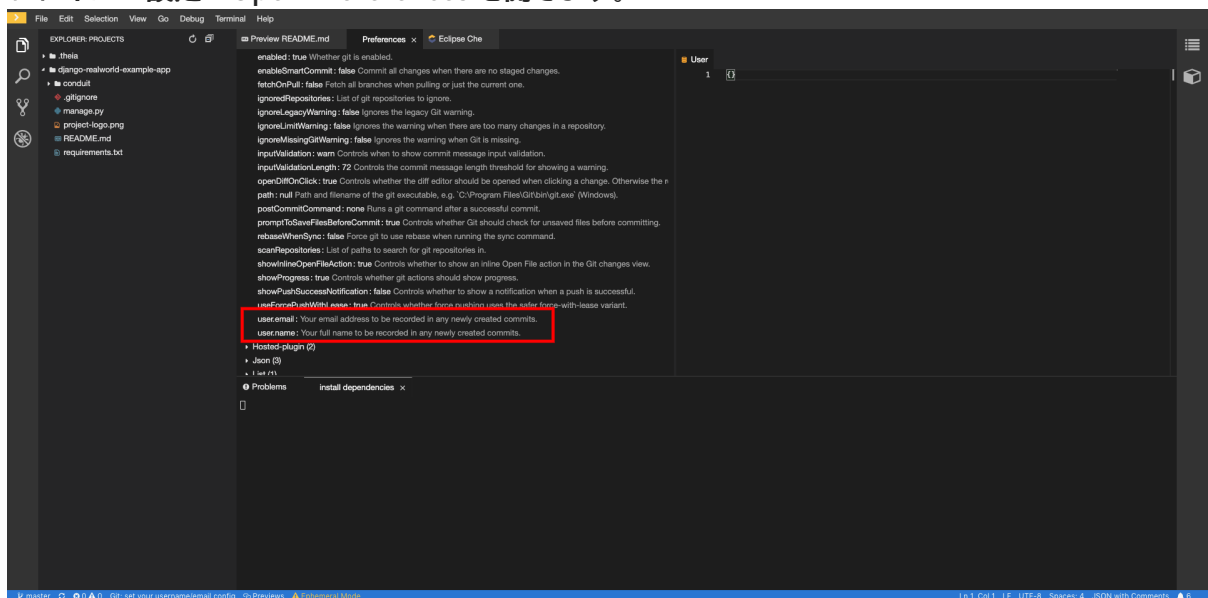 File Edit Selection View Go Debug Terminal Help
EXPLORER: PROJECTS
.theia
django-realworld-example-app
conduit
.gitignore
manage.py
project-logo.png
README.md
requirements.txt
Preview README.md Preferences × Eclipse Che
enabled: true Whether git is enabled.
enableSmartCommit: false Commit all changes when there are no staged changes.
fetchOnPull: false Fetch all branches when pulling or just the current one.
ignoredRepositories: List of git repositories to ignore.
ignoreLegacyWarning: false Ignores the legacy Git warning.
ignoreLimitWarning: false Ignores the warning when there are too many changes in a repository.
ignoreMissingGitWarning: false Ignores the warning when Git is missing.
inputValidation: warn Controls when to show commit message input validation.
inputValidationLength: 72 Controls the commit message length threshold for showing a warning.
openDiffOnClick: true Controls whether the diff editor should be opened when clicking a change. Otherwise the r
path: null Path and filename of the git executable, e.g. `C:\Program Files\Git\bin\git.exe` (Windows).
postCommitCommand: none Runs a git command after a successful commit.
promptToSaveFilesBeforeCommit: true Controls whether Git should check for unsaved files before committing.
rebaseWhenSync: false Force git to use rebase when running the sync command.
scanRepositories: List of paths to search for git repositories in.
showInlineOpenFileAction: true Controls whether to show an inline Open File action in the Git changes view.
showProgress: true Controls whether git actions should show progress.
showPushSuccessNotification: false Controls whether to show a notification when a push is successful.
useForcePushWithLease: true Controls whether force pushing uses the safer force-with-lease variant.
user.email: Your email address to be recorded in any newly created commits.
user.name: Your full name to be recorded in any newly created commits.
Hosted-plugin (2)
Json (3)
List (1)
User
1 {}
Problems install dependencies ×
master 0 0 Git: set your username/email config Previews Ephemeral Mode
Ln 1, Col 1 LF UTF-8 Spaces: 4 JSON with Comments 6